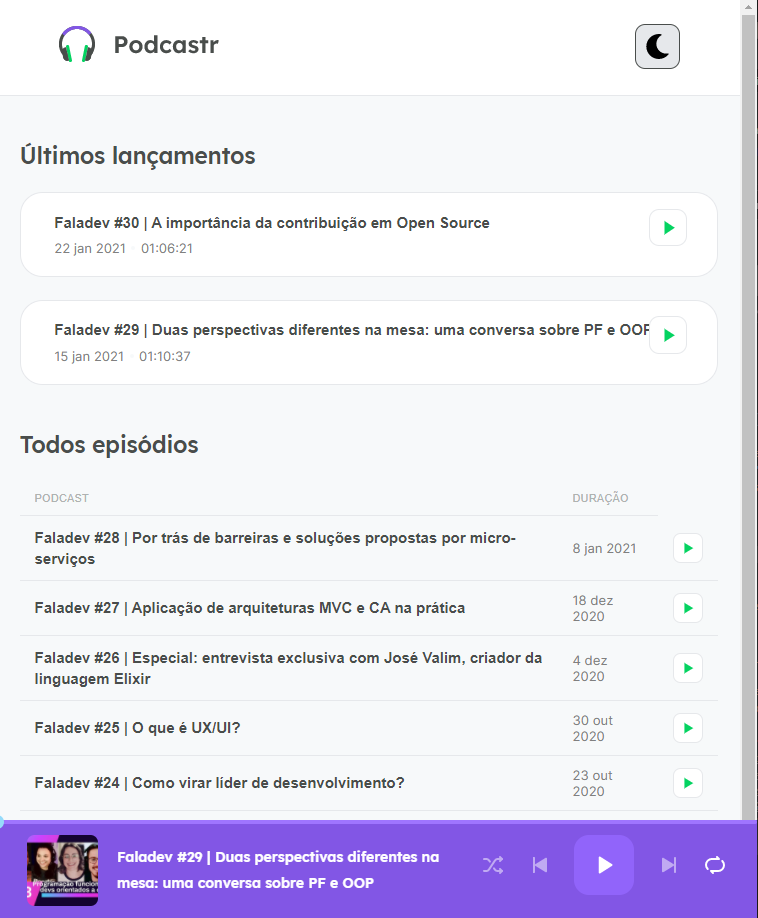 Podcastr
Últimos lançamentos
Faladev #30 | A importância da contribuição em Open Source
22 jan 2021 01:06:21
Faladev #29 | Duas perspectivas diferentes na mesa: uma conversa sobre PF e OOP
15 jan 2021 01:10:37
Todos episódios
PODCAST DURAÇÃO
Faladev #28 | Por trás de barreiras e soluções propostas por micro-
serviços
8 jan 2021
Faladev #27 | Aplicação de arquiteturas MVC e CA na prática
18 dez
2020
Faladev #26 | Especial: entrevista exclusiva com José Valim, criador da
linguagem Elixir
4 dez
2020
Faladev #25 | O que é UX/UI?
30 out
2020
Faladev #24 | Como virar líder de desenvolvimento?
23 out
2020
Programação funcion
devs orientados a
Faladev #29 | Duas perspectivas diferentes na
mesa: uma conversa sobre PF e OOP